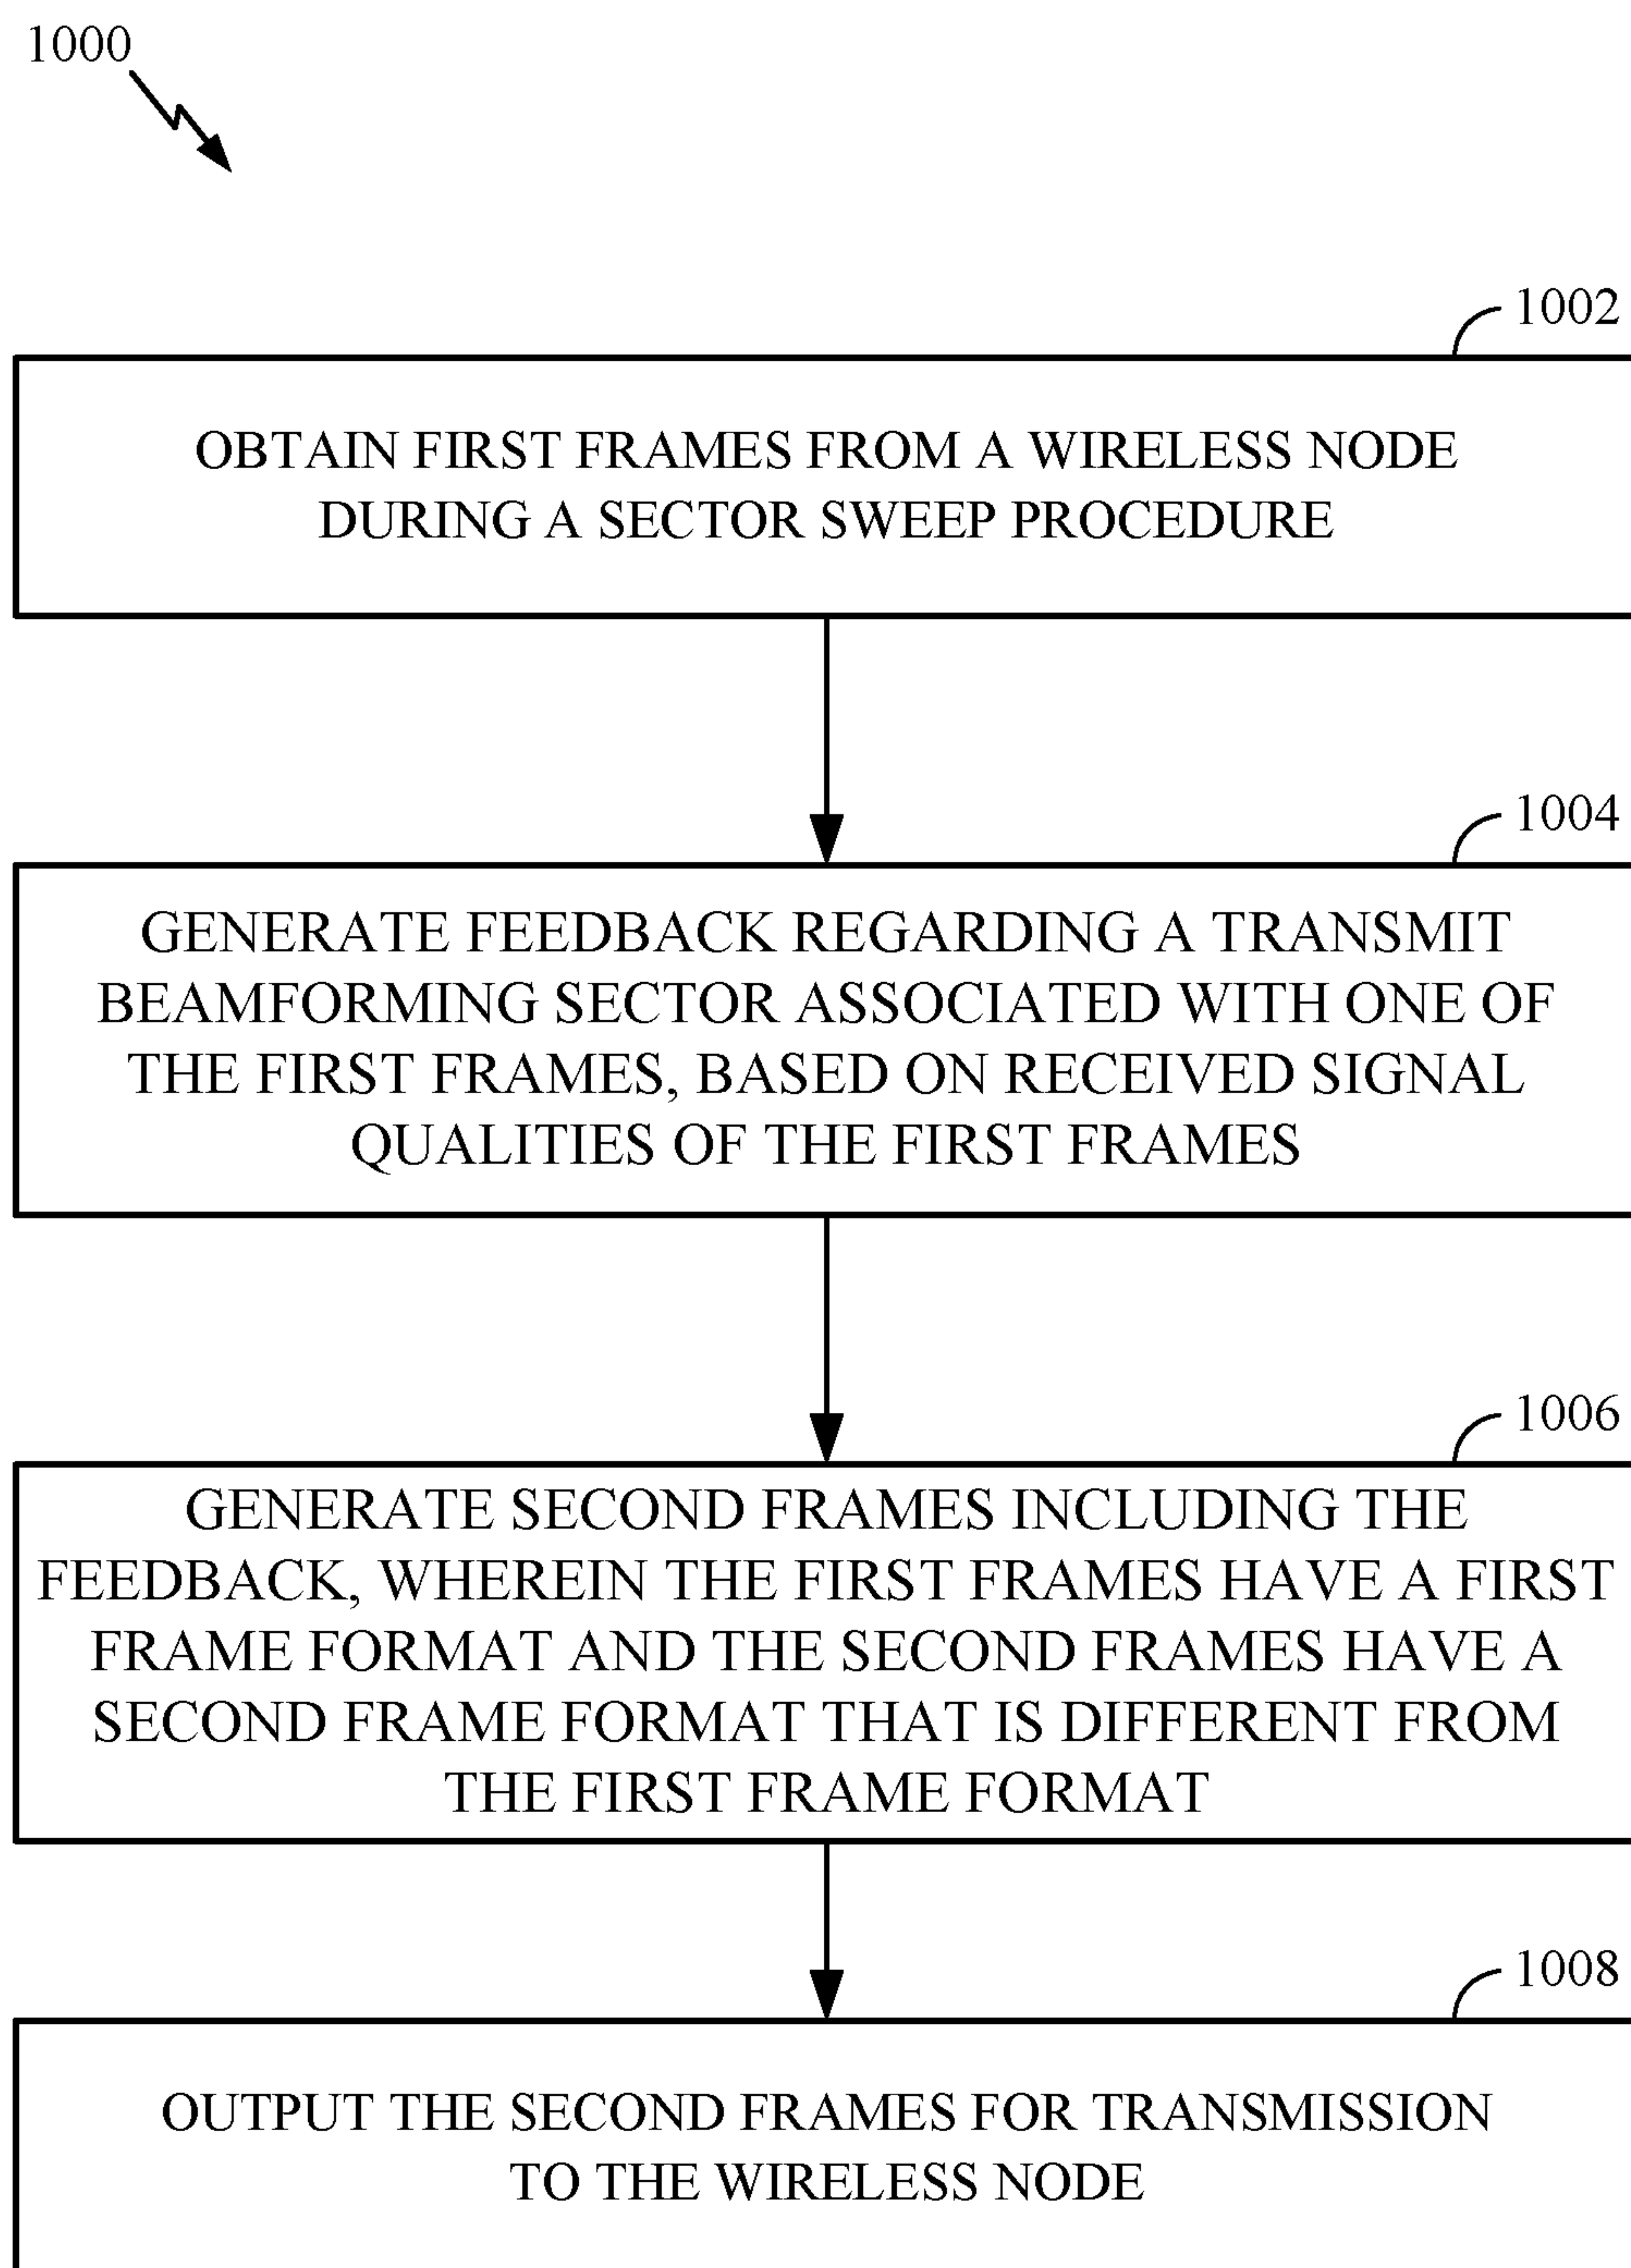 1000
1002
OBTAIN FIRST FRAMES FROM A WIRELESS NODE
DURING A SECTOR SWEEP PROCEDURE
1004
GENERATE FEEDBACK REGARDING A TRANSMIT
BEAMFORMING SECTOR ASSOCIATED WITH ONE OF
THE FIRST FRAMES, BASED ON RECEIVED SIGNAL
QUALITIES OF THE FIRST FRAMES
1006
GENERATE SECOND FRAMES INCLUDING THE
FEEDBACK, WHEREIN THE FIRST FRAMES HAVE A FIRST
FRAME FORMAT AND THE SECOND FRAMES HAVE A
SECOND FRAME FORMAT THAT IS DIFFERENT FROM
THE FIRST FRAME FORMAT
1008
OUTPUT THE SECOND FRAMES FOR TRANSMISSION
TO THE WIRELESS NODE